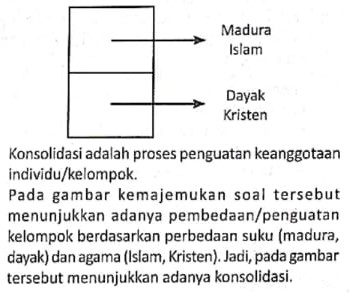 Madura
Islam
Dayak
Kristen
Konsolidasi adalah proses penguatan keanggotaan
individu/kelompok.
Pada gambar kemajemukan soal tersebut
menunjukkan adanya pembedaan/penguatan
kelompok berdasarkan perbedaan suku (madura,
dayak) dan agama (Islam, Kristen). Jadi, pada gambar
tersebut menunjukkan adanya konsolidasi.